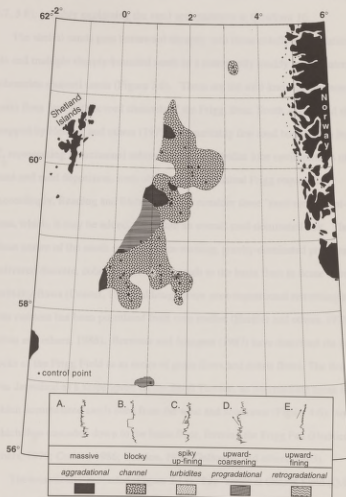 62° -2° 0° 2° 4° 6°
Shetland
Islands
Norway
60°
58°
• control point
A. B. C. D. E.
massive blocky spiky up-fining upward-coarsening upward-fining
aggradational channel turbidites progradational retrogradational
56°